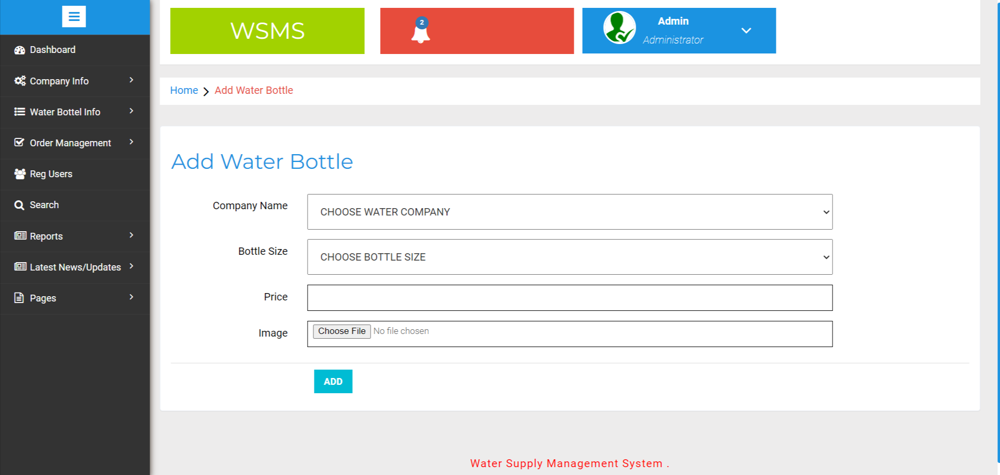 WSMS
2
Admin
Administrator
Dashboard
Company Info
Water Bottel Info
Order Management
Reg Users
Search
Reports
Latest News/Updates
Pages
Home
Add Water Bottle
Add Water Bottle
Company Name
CHOOSE WATER COMPANY
Bottle Size
CHOOSE BOTTLE SIZE
Price
Image
Choose File No file chosen
ADD
Water Supply Management System .